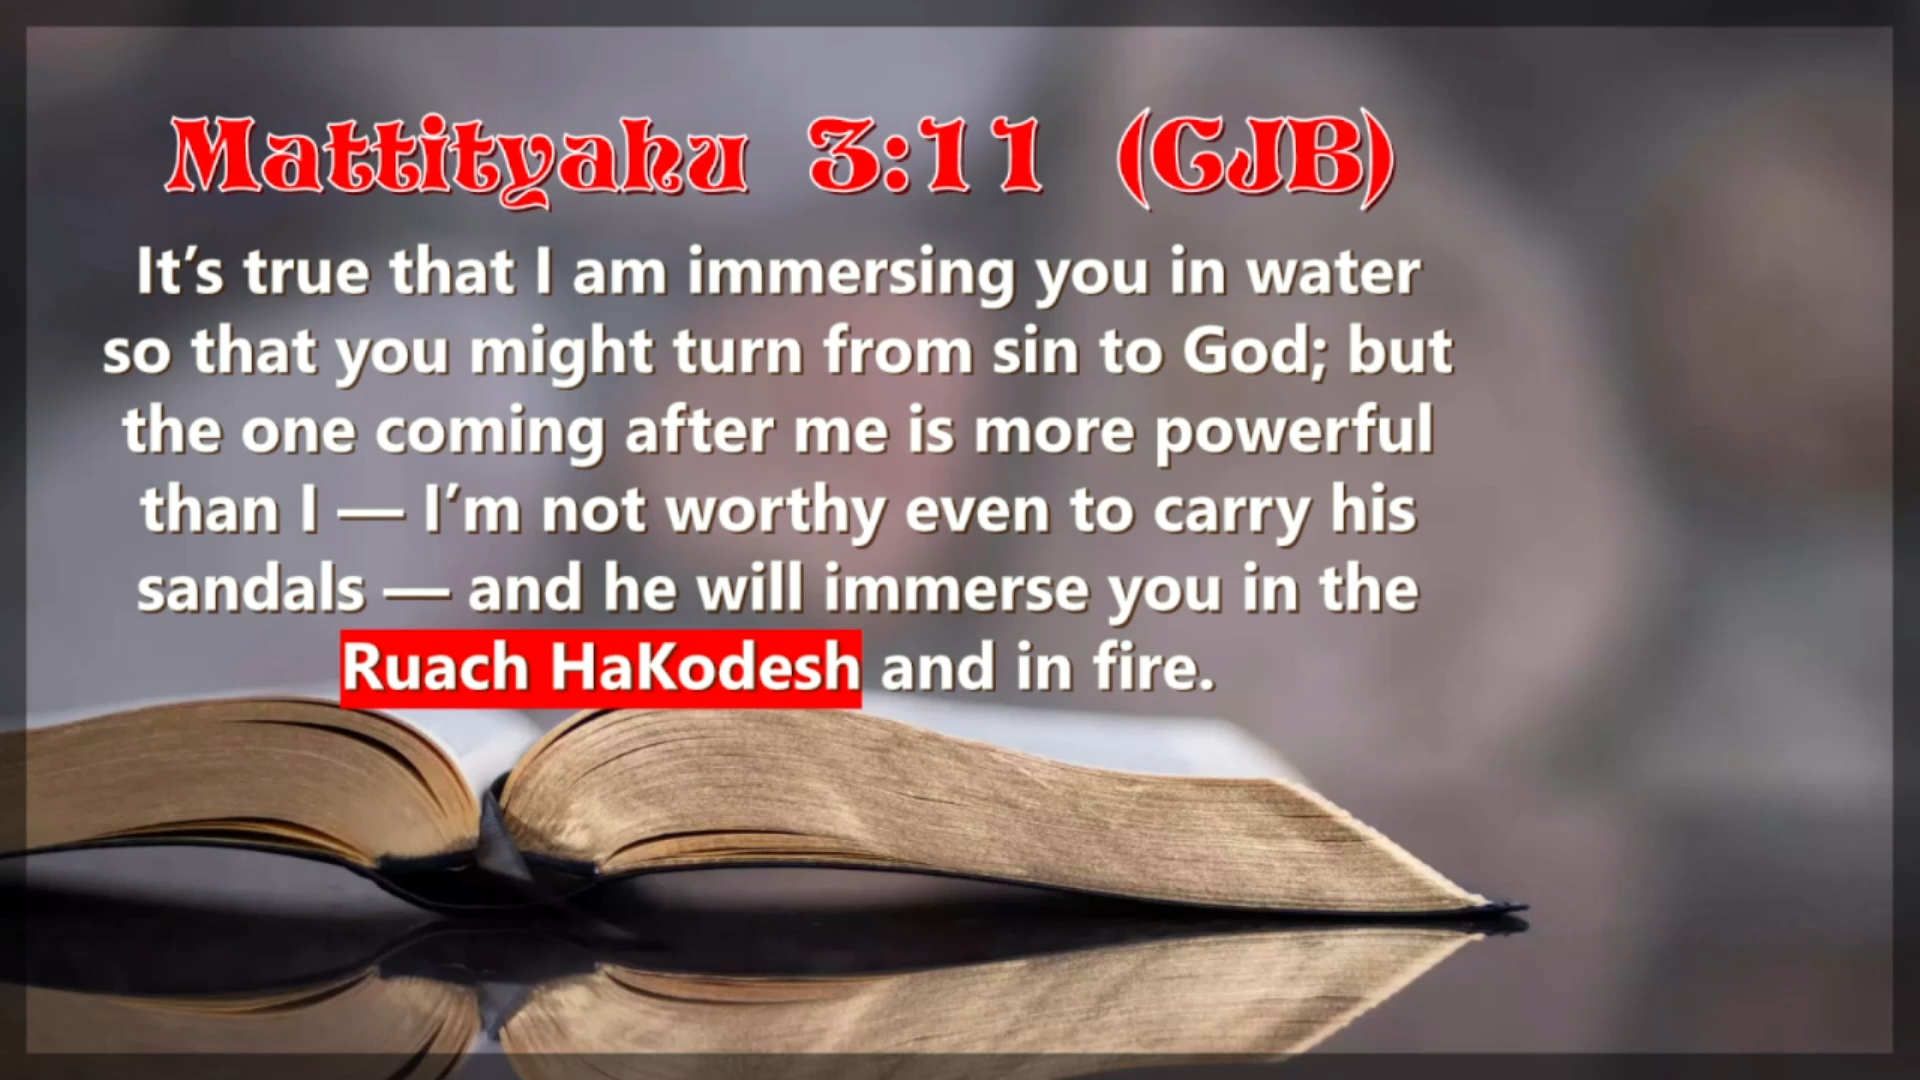 Mattityahu 3:11 (CJB)
It’s true that I am immersing you in water
so that you might turn from sin to God; but
the one coming after me is more powerful
than I — I’m not worthy even to carry his
sandals — and he will immerse you in the
Ruach HaKodesh and in fire.